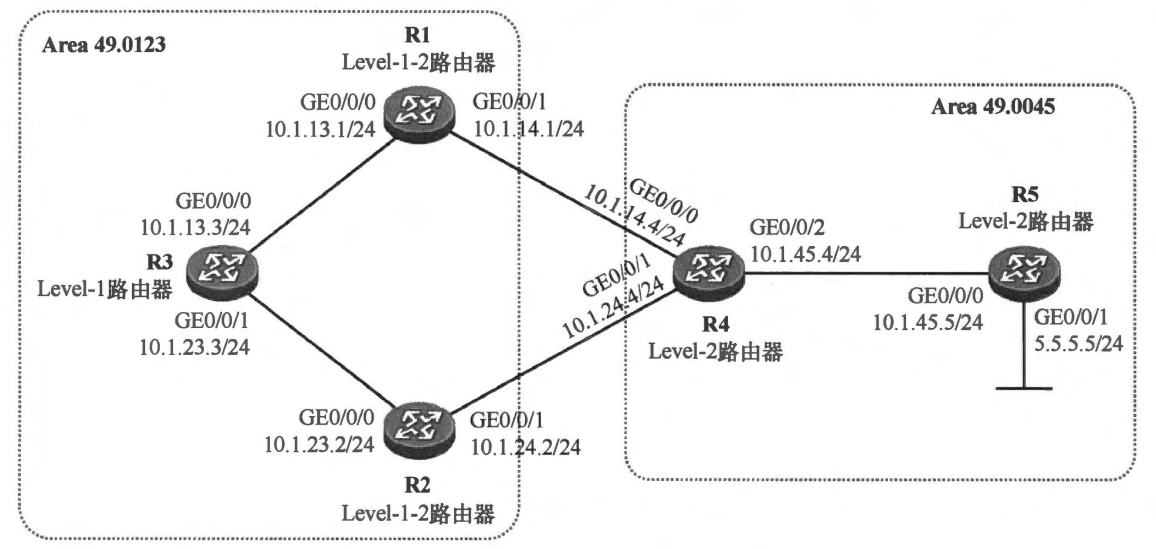 Area 49.0123
R1
Level-1-2路由器
GE0/0/0
10.1.13.1/24
GE0/0/1
10.1.14.1/24
Area 49.0045
GE0/0/0
10.1.13.3/24
R3
Level-1路由器
GE0/0/1
10.1.23.3/24
GE0/0/0
10.1.14.4/24
GE0/0/1
10.1.24.4/24
GE0/0/2
10.1.45.4/24
R4
Level-2路由器
R5
Level-2路由器
GE0/0/0
10.1.45.5/24
GE0/0/1
5.5.5.5/24
GE0/0/0
10.1.23.2/24
GE0/0/1
10.1.24.2/24
R2
Level-1-2路由器